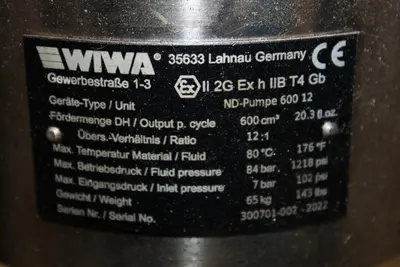 WIWA® 35633 Lahnau Germany CE
Gewerbestraße 1-3 Ex II 2G Ex h IIB T4 Gb
Geräte-Type / Unit ND-Pumpe 600 12
Fördermenge DH / Output p. cycle 600 cm³ 20.3 fl.oz.
Übers.-Verhältnis / Ratio 12:1
Max. Temperatur Material / Fluid 80 °C 176 °F
Max. Betriebsdruck / Fluid pressure 84 bar 1218 psi
Max. Eingangsdruck / Inlet pressure 7 bar 102 psi
Gewicht / Weight 65 kg 143 lbs
Serien Nr. / Serial No. 300701-007 - 2022